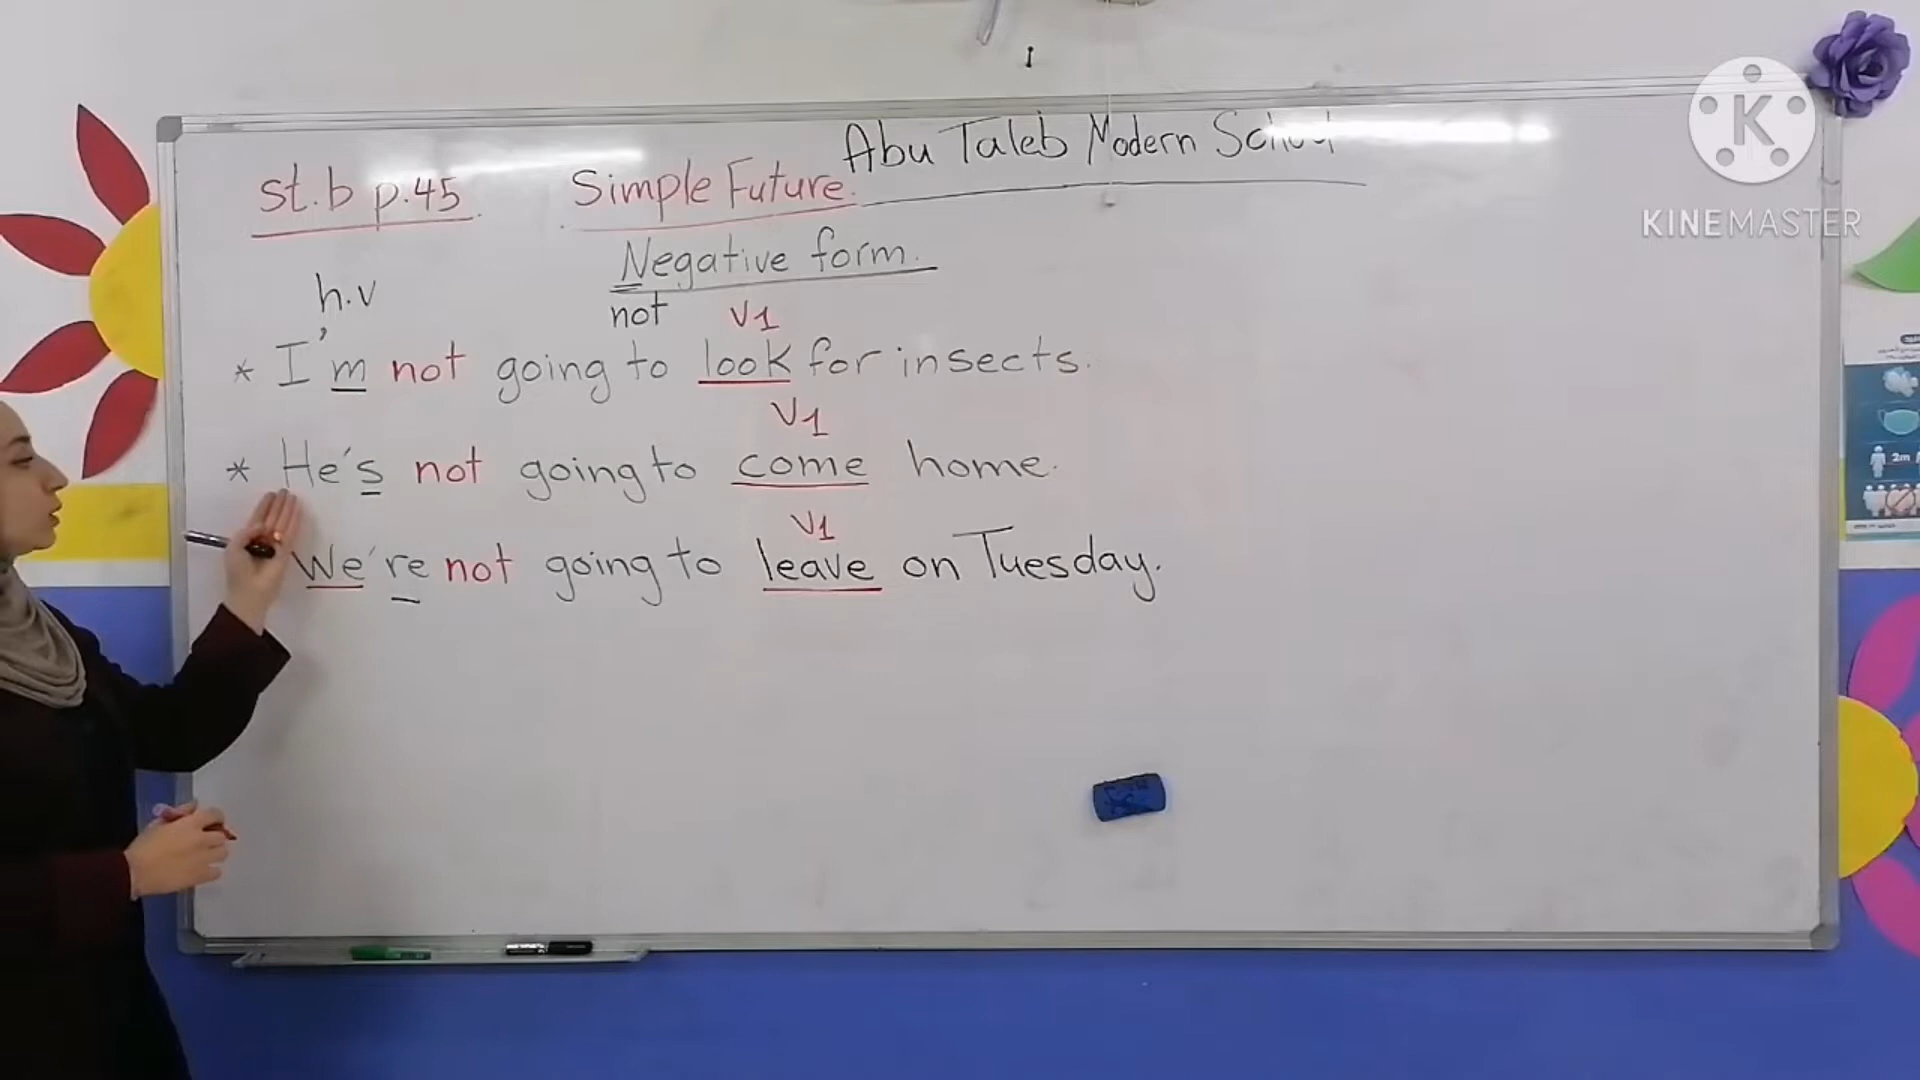 Abu Taleb Modern School
st.b p.45 Simple Future.
Negative form.
h.v not V1
* I'm not going to look for insects.
V1
* He's not going to come home.
V1
We're not going to leave on Tuesday.
K
KINEMASTER
2m